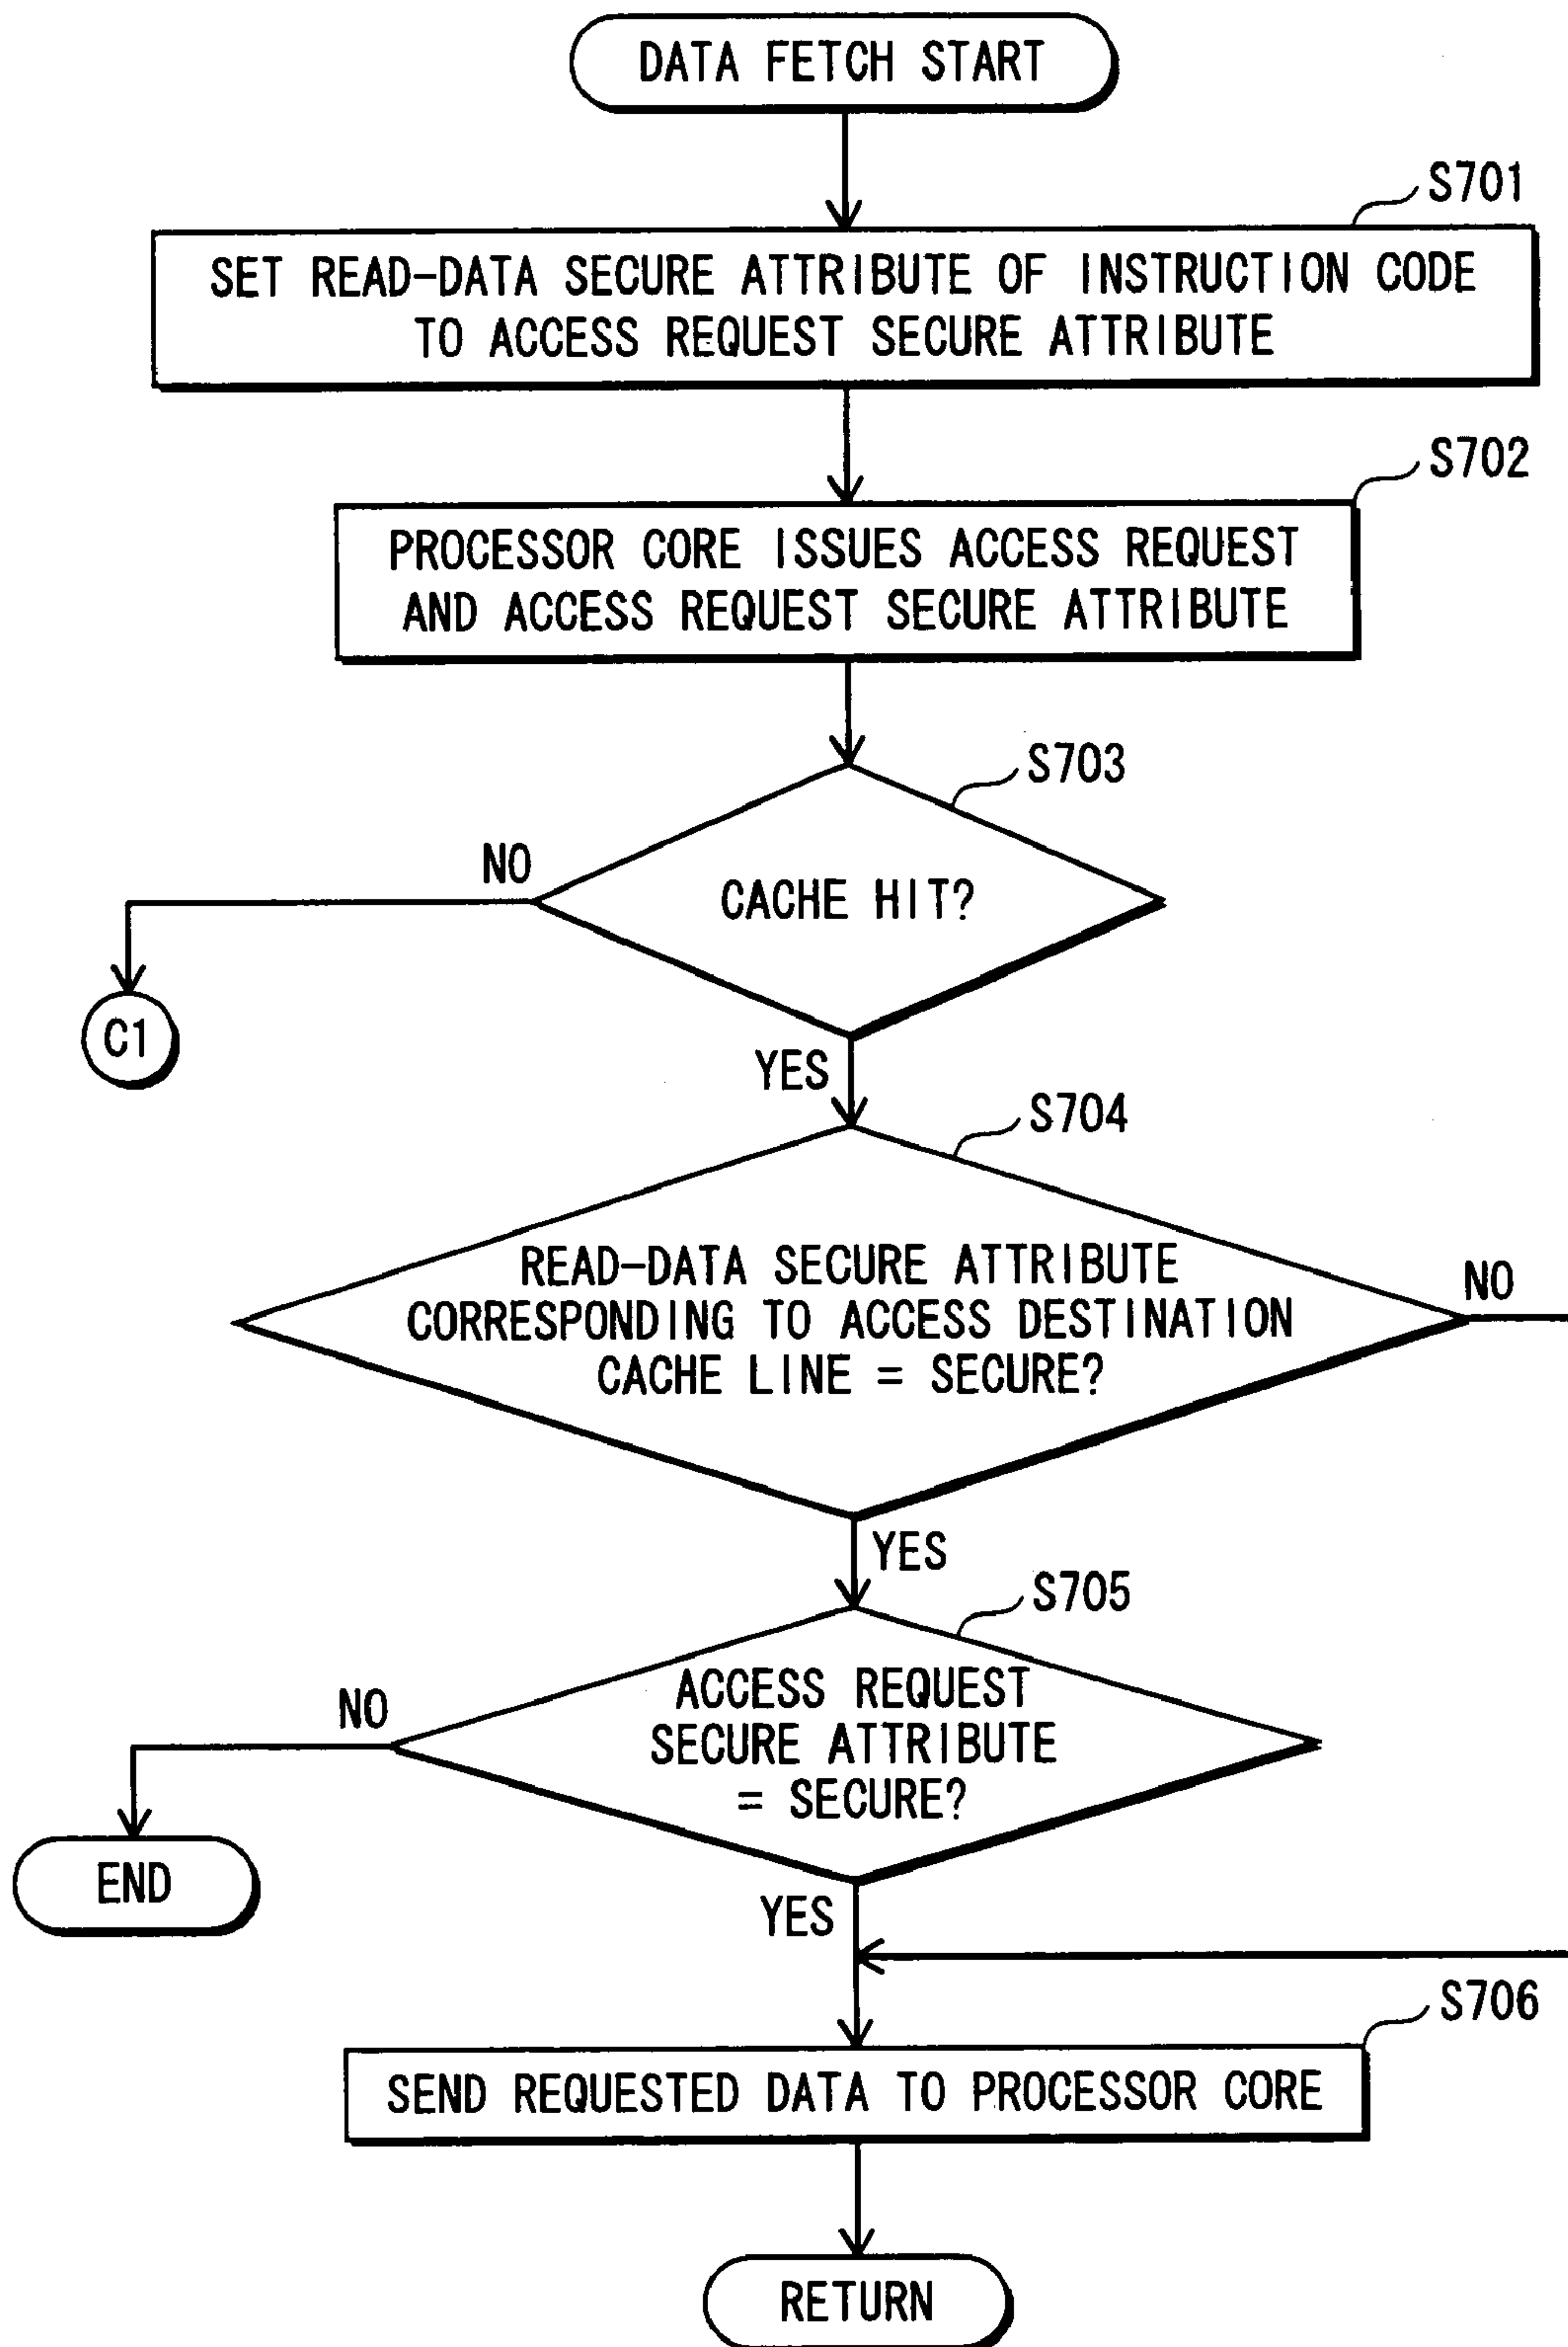 DATA FETCH START
S701
SET READ-DATA SECURE ATTRIBUTE OF INSTRUCTION CODE
TO ACCESS REQUEST SECURE ATTRIBUTE
S702
PROCESSOR CORE ISSUES ACCESS REQUEST
AND ACCESS REQUEST SECURE ATTRIBUTE
S703
NO
CACHE HIT?
C1
YES
S704
READ-DATA SECURE ATTRIBUTE
CORRESPONDING TO ACCESS DESTINATION
CACHE LINE = SECURE?
NO
YES
S705
ACCESS REQUEST
SECURE ATTRIBUTE
= SECURE?
NO
END
YES
S706
SEND REQUESTED DATA TO PROCESSOR CORE
RETURN